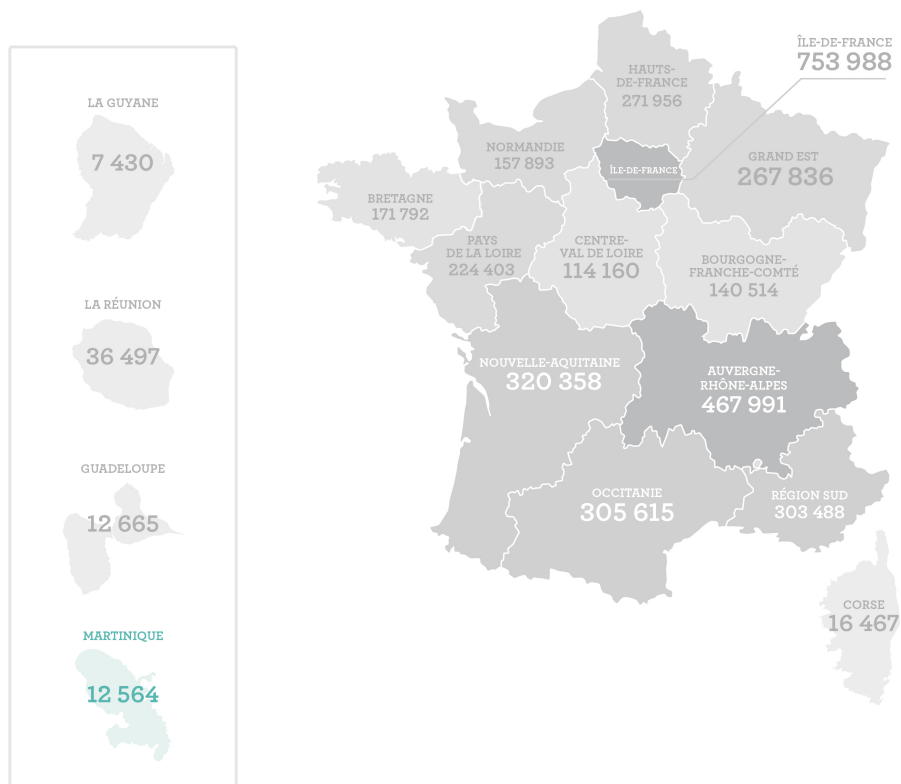 LA GUYANE
7 430
LA RÉUNION
36 497
GUADELOUPE
12 665
MARTINIQUE
12 564
ÎLE-DE-FRANCE
753 988
HAUTS-
DE-FRANCE
271 956
NORMANDIE
157 893
ÎLE-DE-FRANCE
GRAND EST
267 836
BRETAGNE
171 792
PAYS
DE LA LOIRE
224 403
CENTRE-
VAL DE LOIRE
114 160
BOURGOGNE-
FRANCHE-COMTÉ
140 514
NOUVELLE-AQUITAINE
320 358
AUVERGNE-
RHÔNE-ALPES
467 991
OCCITANIE
305 615
RÉGION SUD
303 488
CORSE
16 467